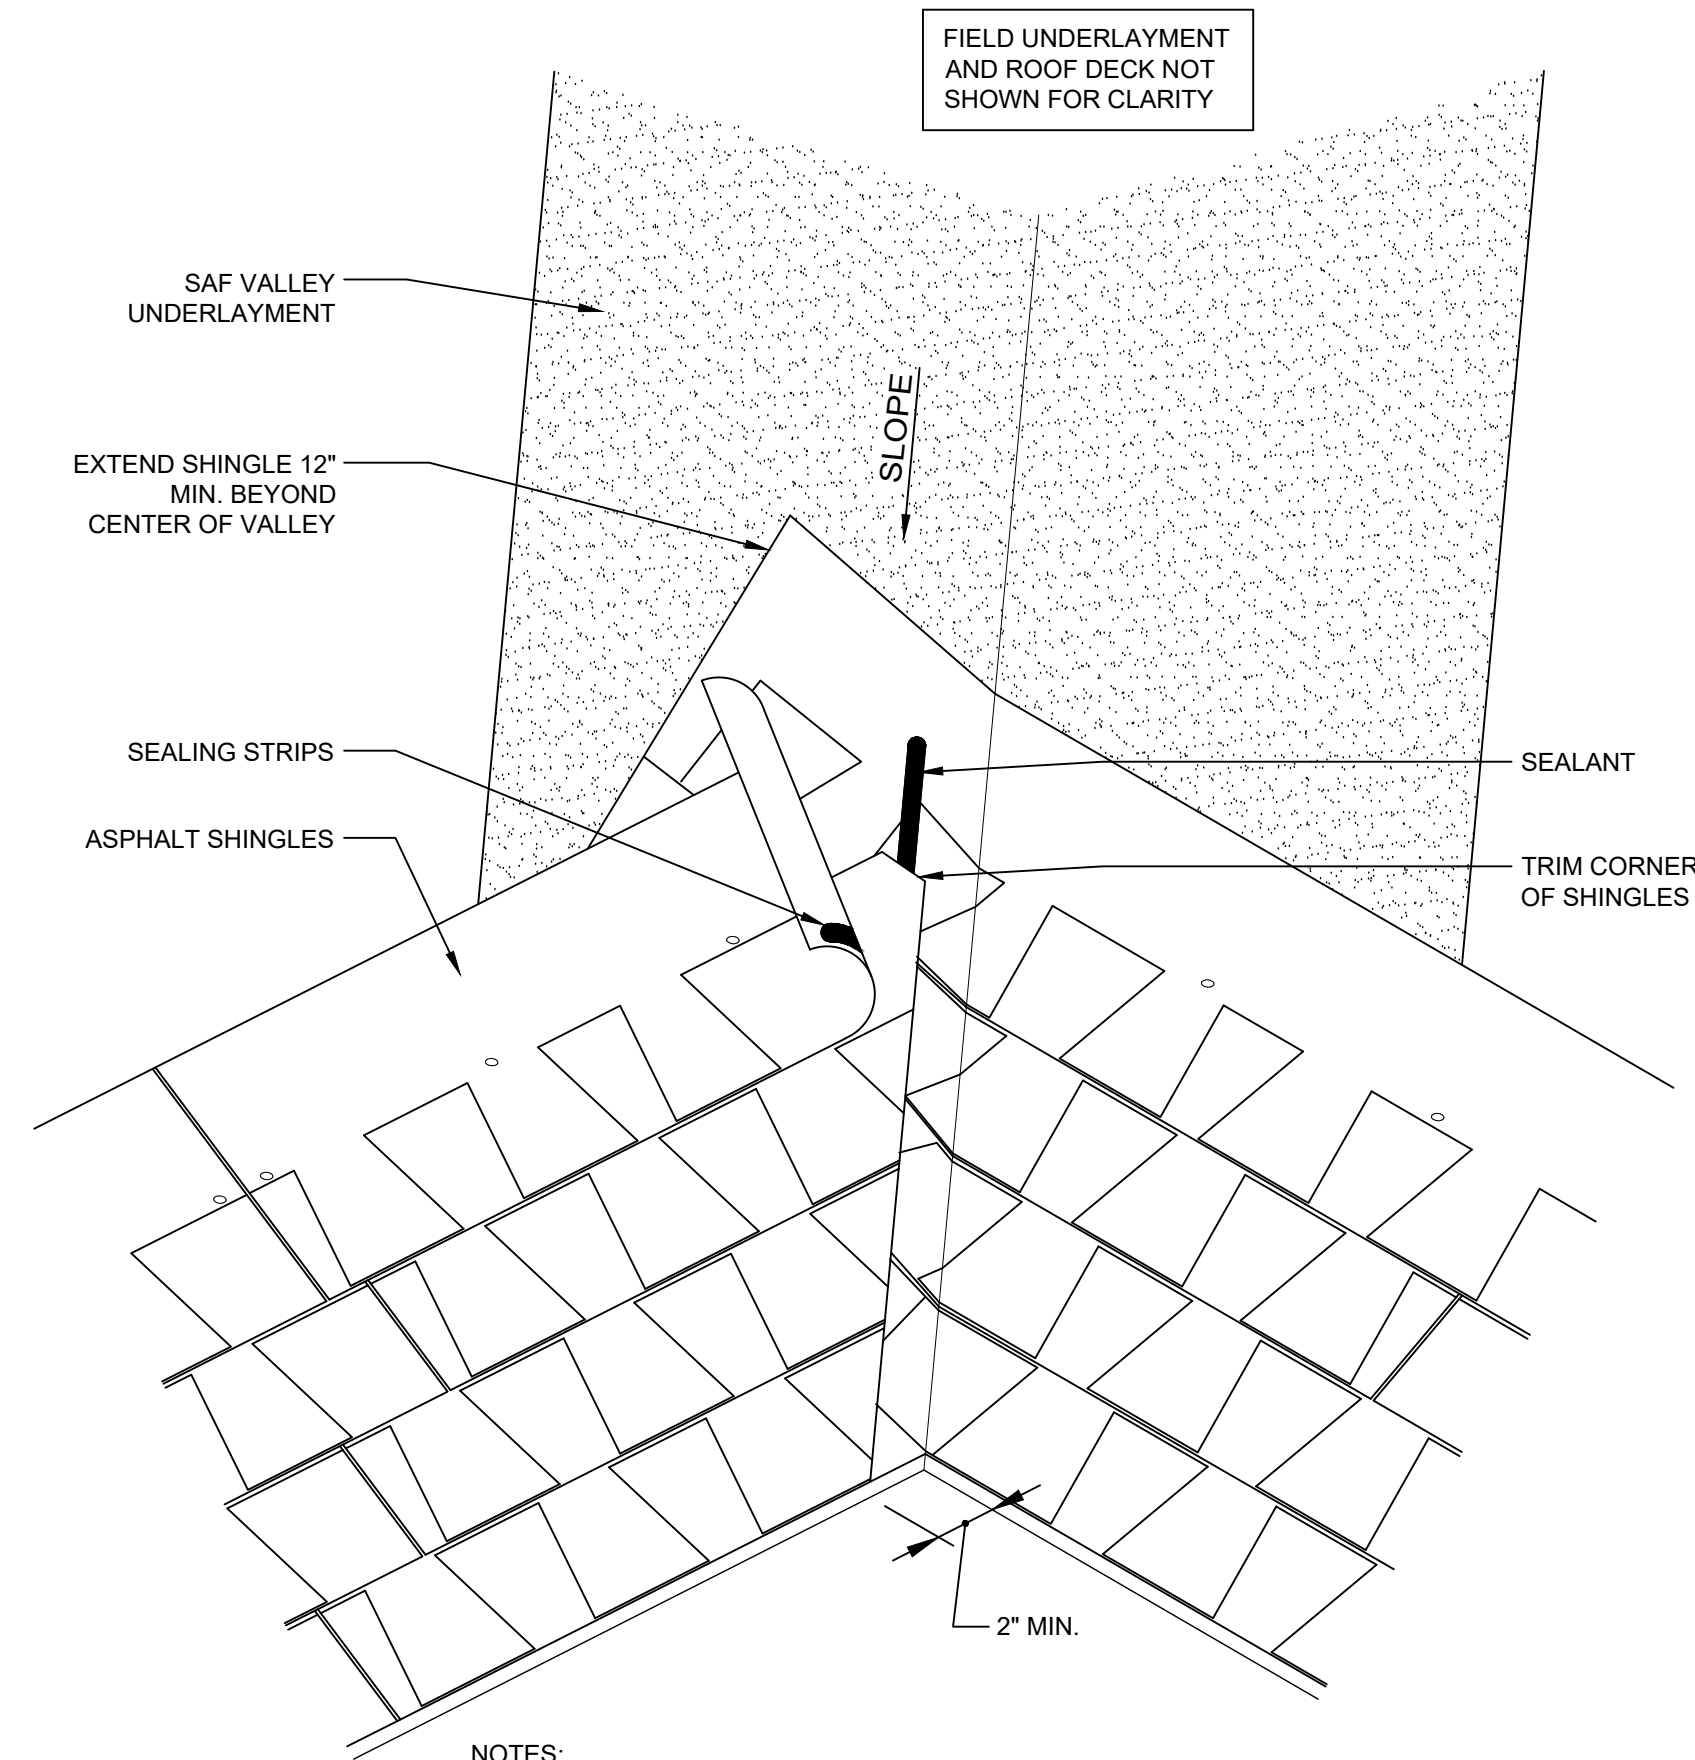 FIELD UNDERLAYMENT
AND ROOF DECK NOT
SHOWN FOR CLARITY
SAF VALLEY
UNDERLAYMENT
SLOPE
EXTEND SHINGLE 12"
MIN. BEYOND
CENTER OF VALLEY
SEALING STRIPS
SEALANT
ASPHALT SHINGLES
TRIM CORNER
OF SHINGLES
2" MIN.
NOTES: